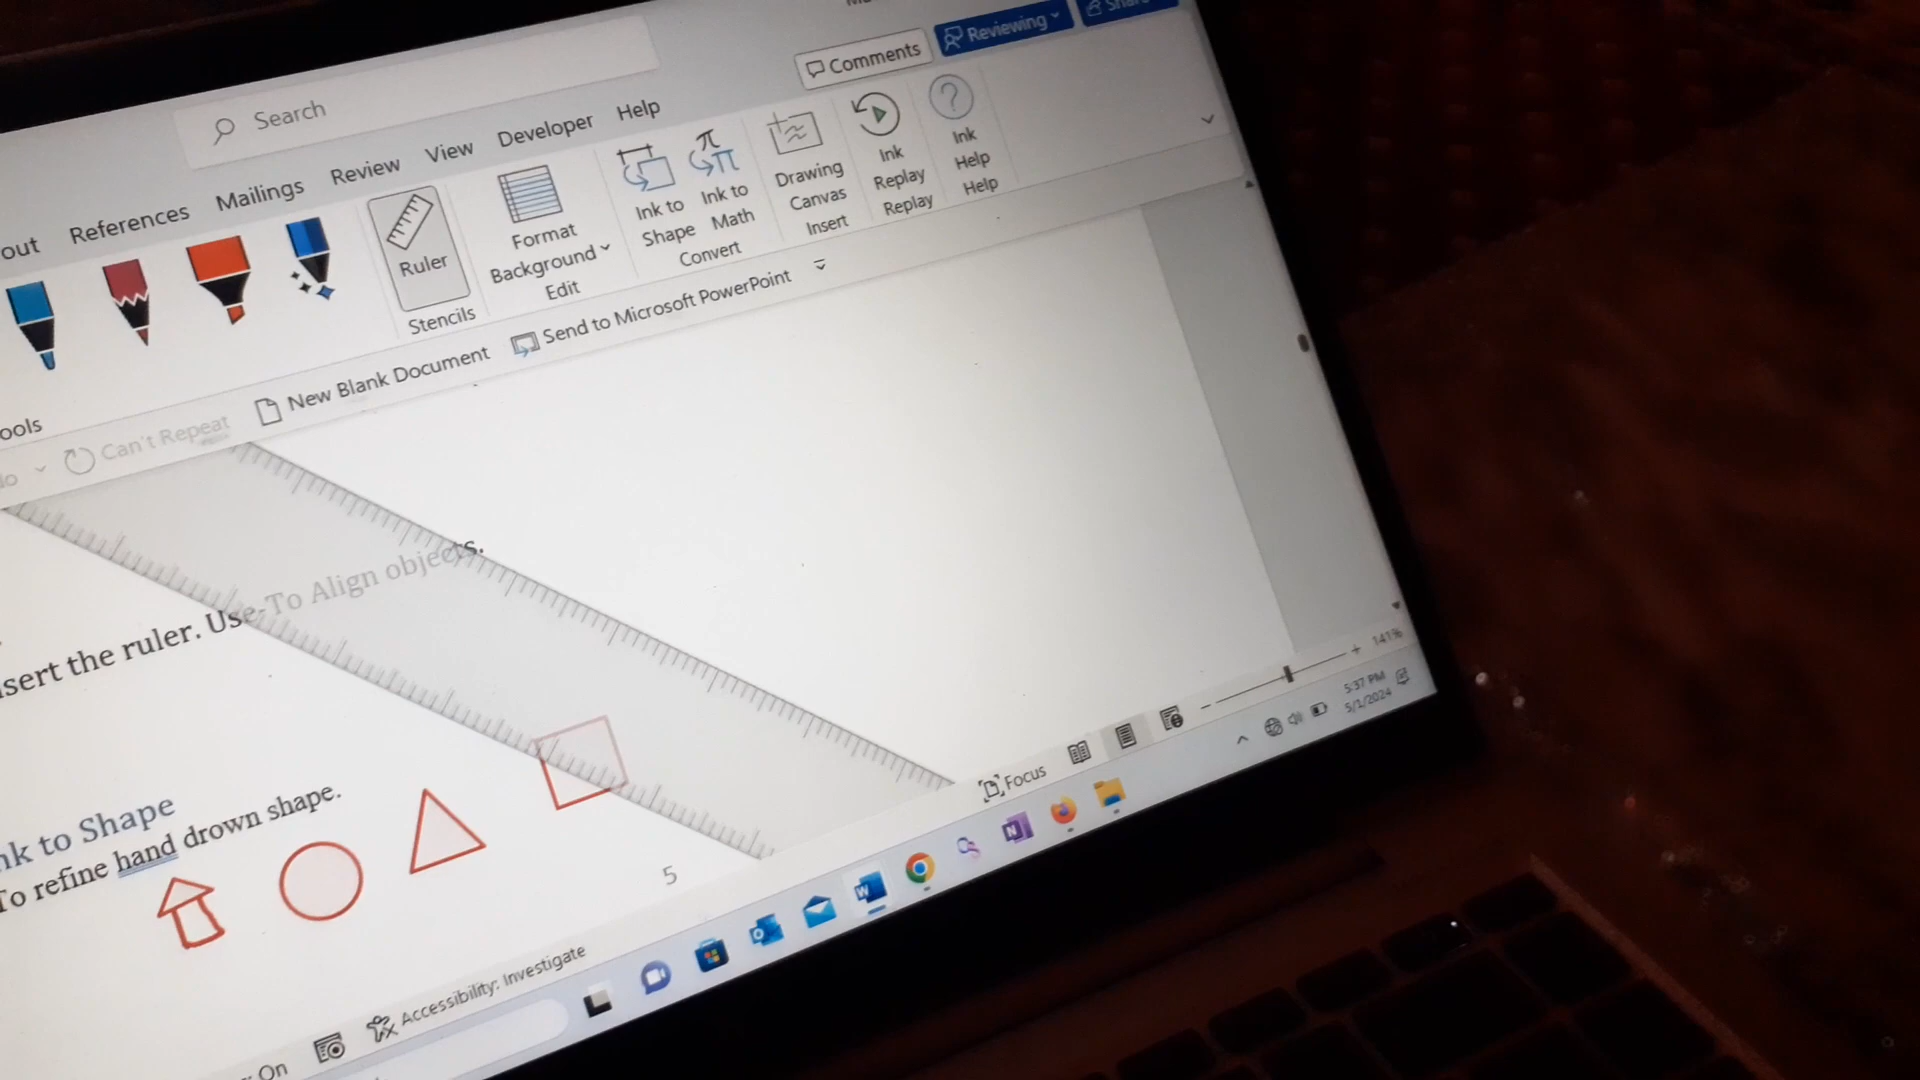 Search
Comments
Reviewing
out
References
Mailings
Review
View
Developer
Help
Ruler
Stencils
Format
Background
Edit
Ink to
Shape
Ink to
Math
Convert
Drawing
Canvas
Insert
Ink
Replay
Replay
Ink
Help
Help
ools
Can't Repeat
New Blank Document
Send to Microsoft PowerPoint
sert the ruler. Use-To Align objects.
nk to Shape
To refine hand drown shape.
5
On
Accessibility: Investigate
Focus
141%
5:37 PM
5/1/2024